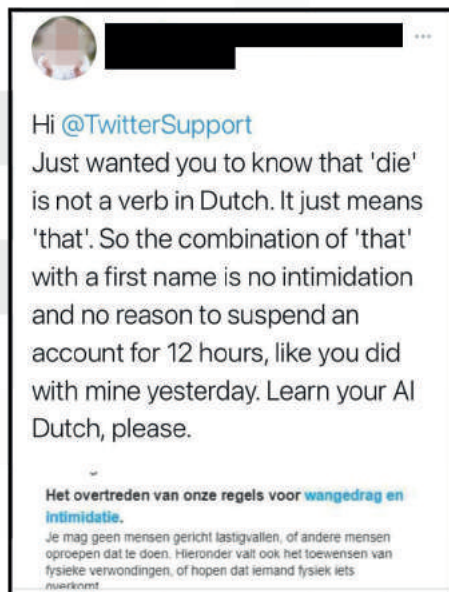 Hi @TwitterSupport
Just wanted you to know that 'die'
is not a verb in Dutch. It just means
'that'. So the combination of 'that'
with a first name is no intimidation
and no reason to suspend an
account for 12 hours, like you did
with mine yesterday. Learn your AI
Dutch, please.
Het overtreden van onze regels voor wangedrag en
intimidatie.
Je mag geen mensen gericht lastigvallen, of andere mensen
oproepen dat te doen. Hieronder valt ook het toewensen van
fysieke verwondingen, of hopen dat iemand fysiek iets
overkomt